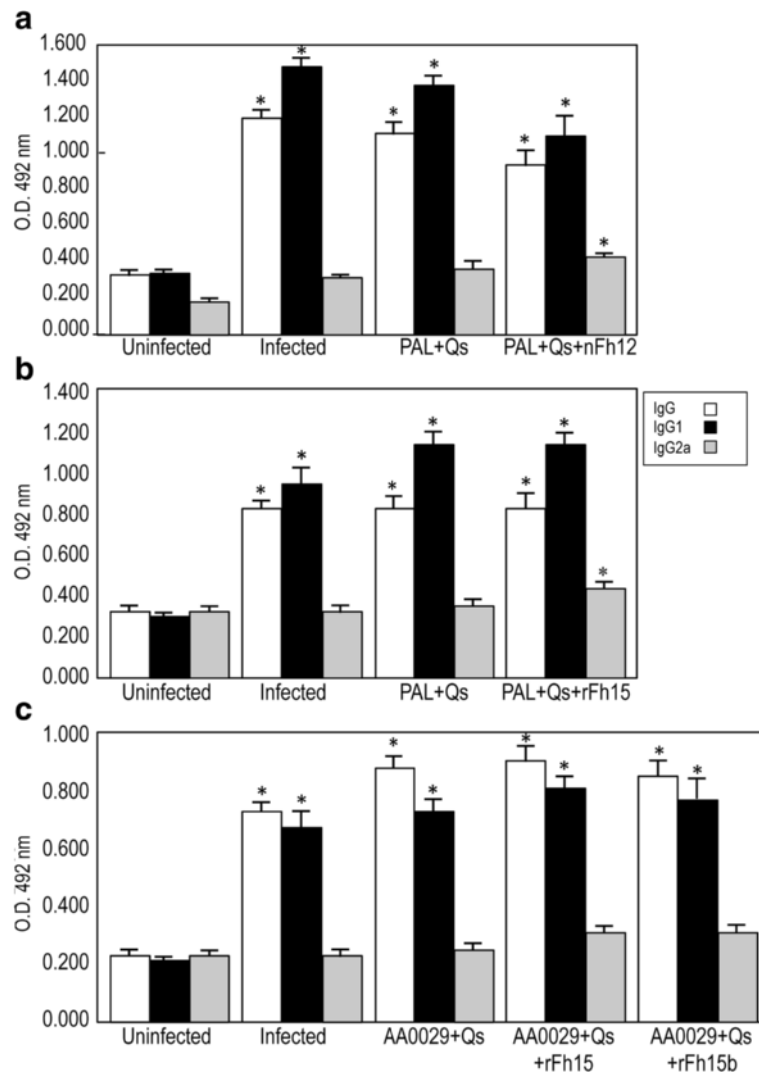 a
1.600
1.400
1.200
1.000
0.800
0.600
0.400
0.200
0.000
O.D. 492 nm
* * * * * * *
Uninfected Infected PAL+Qs PAL+Qs+nFh12
b
1.400
1.200
1.000
0.800
0.600
0.400
0.200
0.000
O.D. 492 nm
* * * * * * *
Uninfected Infected PAL+Qs PAL+Qs+rFh15
IgG
IgG1
IgG2a
c
1.000
0.800
0.600
0.400
0.200
0.000
O.D. 492 nm
* * * * * * * *
Uninfected Infected AA0029+Qs AA0029+Qs AA0029+Qs
+rFh15 +rFh15b